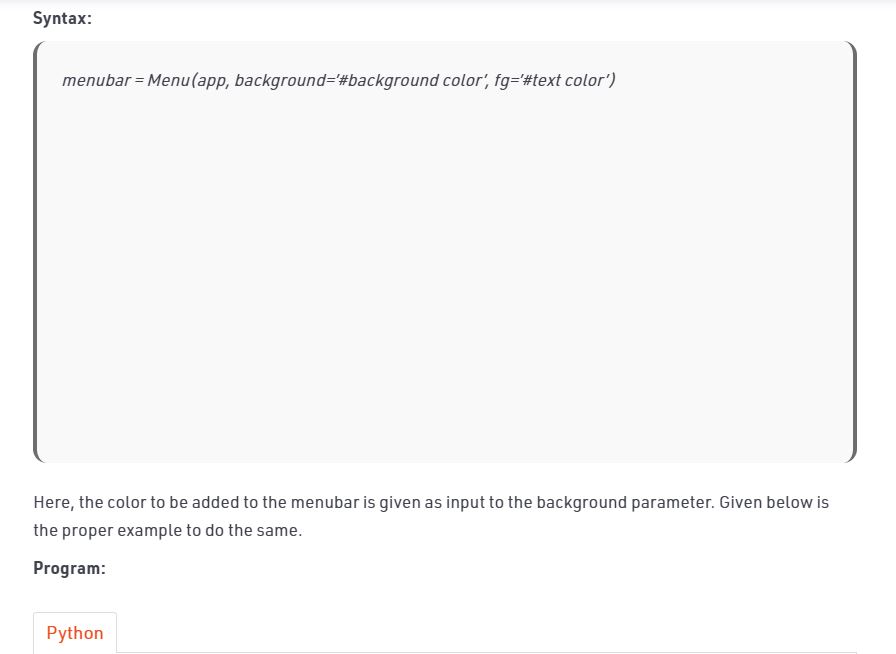 Syntax:
menubar = Menu(app, background=’#background color’, fg=’#text color’)
Here, the color to be added to the menubar is given as input to the background parameter. Given below is
the proper example to do the same.
Program:
Python